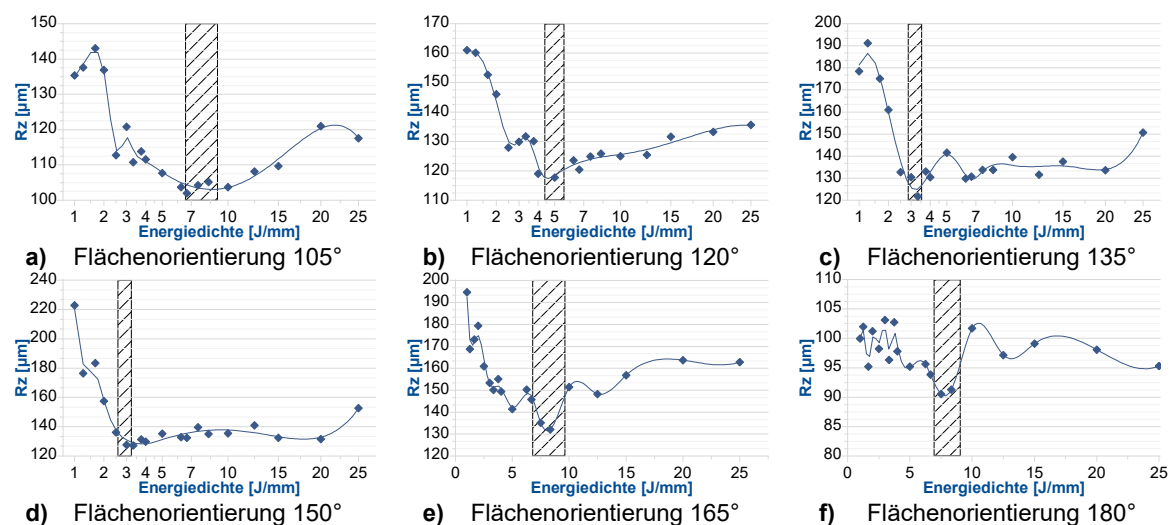 150
140
130
120
110
100
Rz [µm]
1 2 3 4 5 7 10 15 20 25
Energiedichte [J/mm]
a) Flächenorientierung 105°
170
160
150
140
130
120
110
Rz [µm]
1 2 3 4 5 7 10 15 20 25
Energiedichte [J/mm]
b) Flächenorientierung 120°
200
190
180
170
160
150
140
130
120
Rz [µm]
1 2 3 4 5 7 10 15 20 25
Energiedichte [J/mm]
c) Flächenorientierung 135°
240
220
200
180
160
140
120
Rz [µm]
1 2 3 4 5 7 10 15 20 25
Energiedichte [J/mm]
d) Flächenorientierung 150°
200
190
180
170
160
150
140
130
120
Rz [µm]
0 5 10 15 20 25
Energiedichte [J/mm]
e) Flächenorientierung 165°
110
105
100
95
90
85
80
Rz [µm]
0 5 10 15 20 25
Energiedichte [J/mm]
f) Flächenorientierung 180°